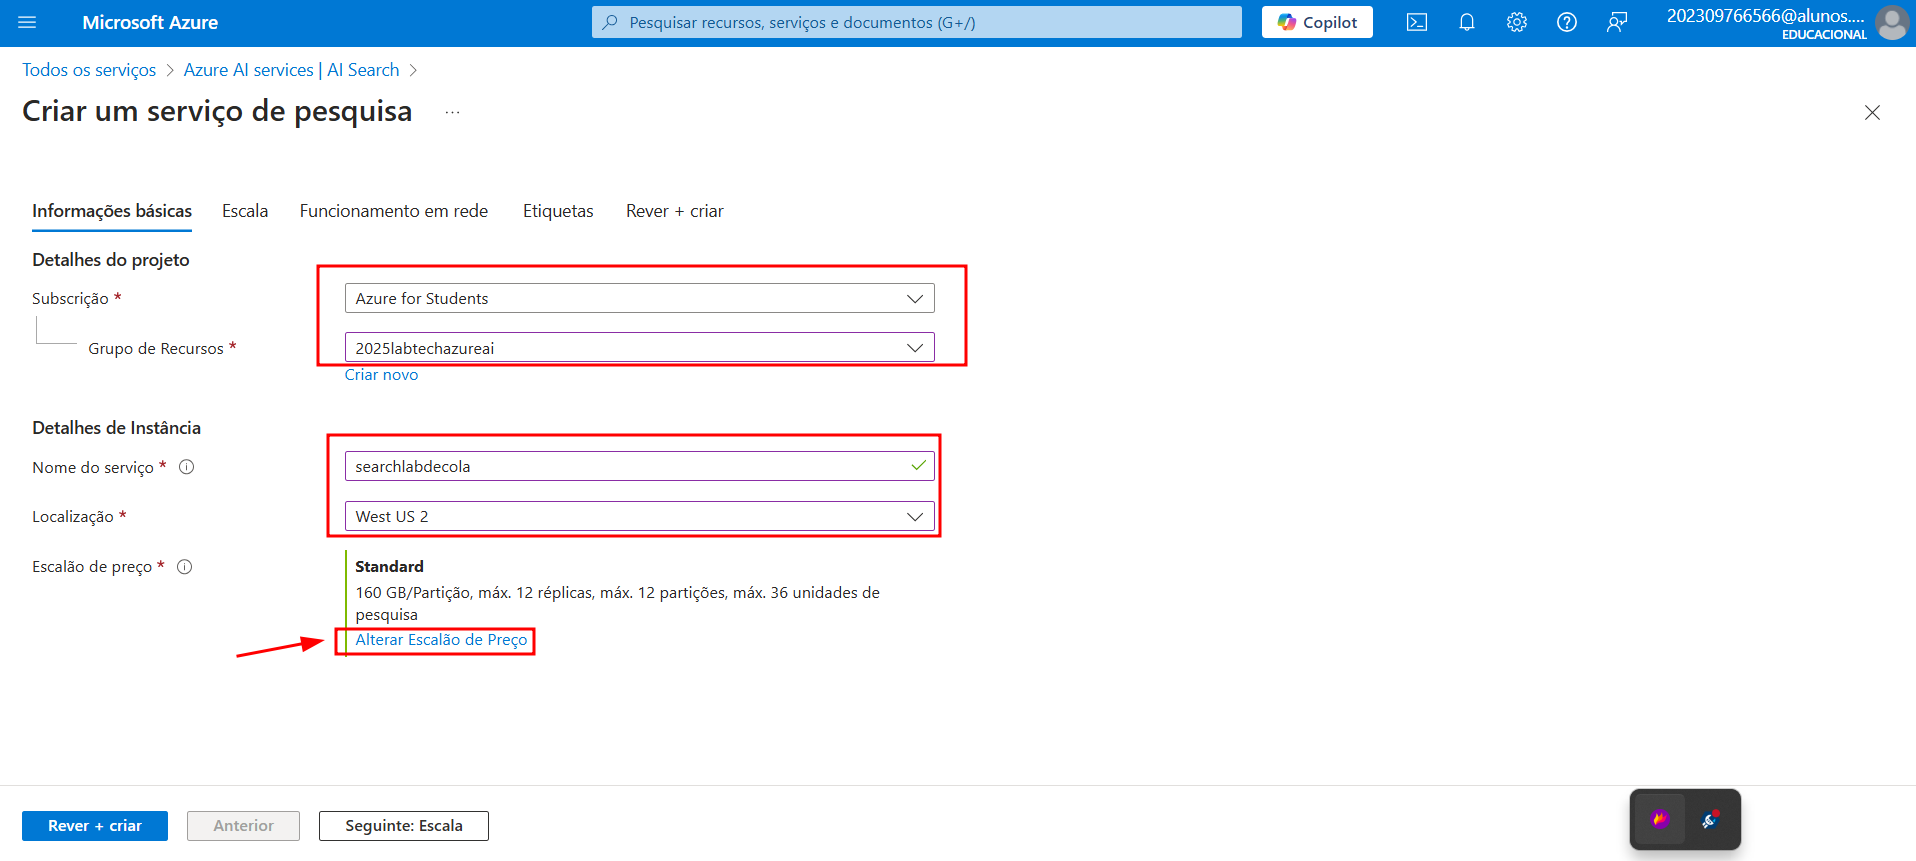 Microsoft Azure
Pesquisar recursos, serviços e documentos (G+/)
Copilot
202309766566@alunos....
EDUCACIONAL
Todos os serviços > Azure AI services | AI Search >
Criar um serviço de pesquisa ...
Informações básicas Escala Funcionamento em rede Etiquetas Rever + criar
Detalhes do projeto
Subscrição *
Azure for Students
Grupo de Recursos *
2025labtechazureai
Criar novo
Detalhes de Instância
Nome do serviço *
searchlabdecola
Localização *
West US 2
Escalão de preço *
Standard
160 GB/Partição, máx. 12 réplicas, máx. 12 partições, máx. 36 unidades de
pesquisa
Alterar Escalão de Preço
Rever + criar
Anterior
Seguinte: Escala